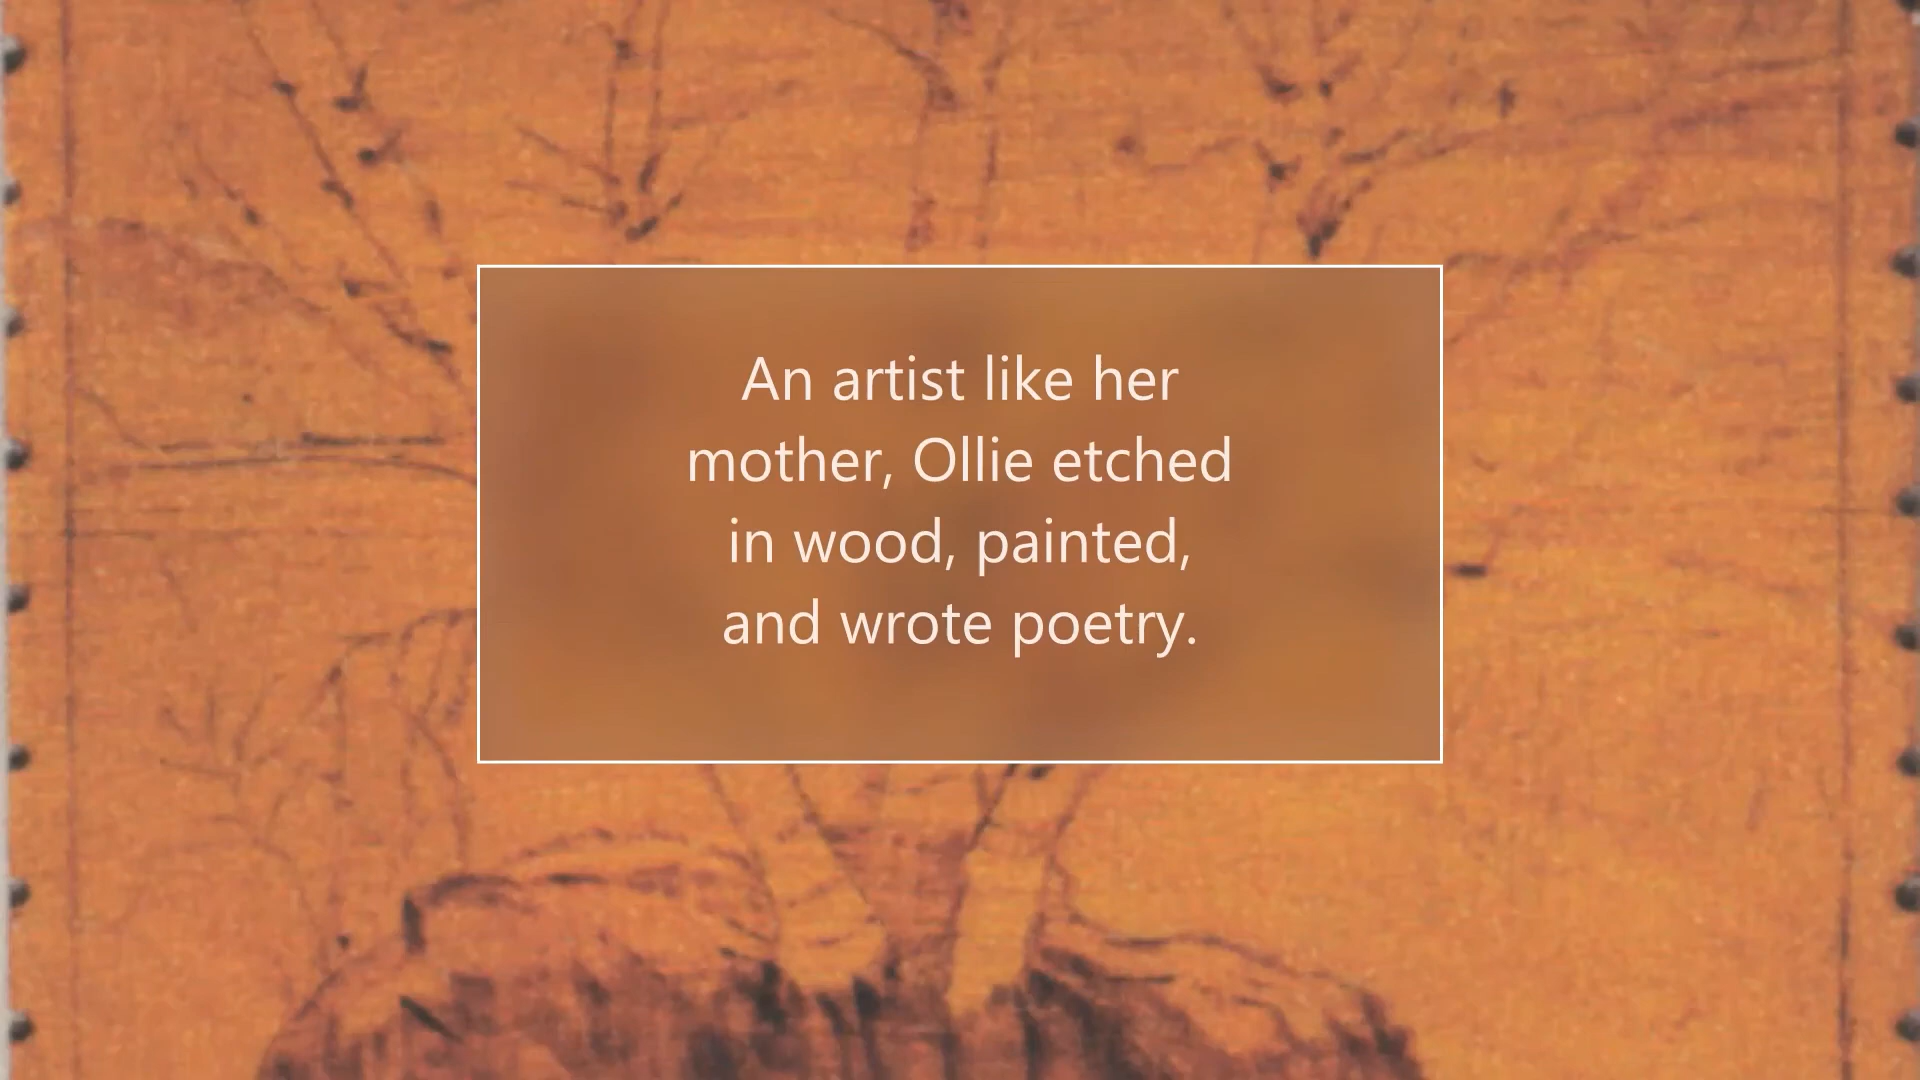 An artist like her
mother, Ollie etched
in wood, painted,
and wrote poetry.